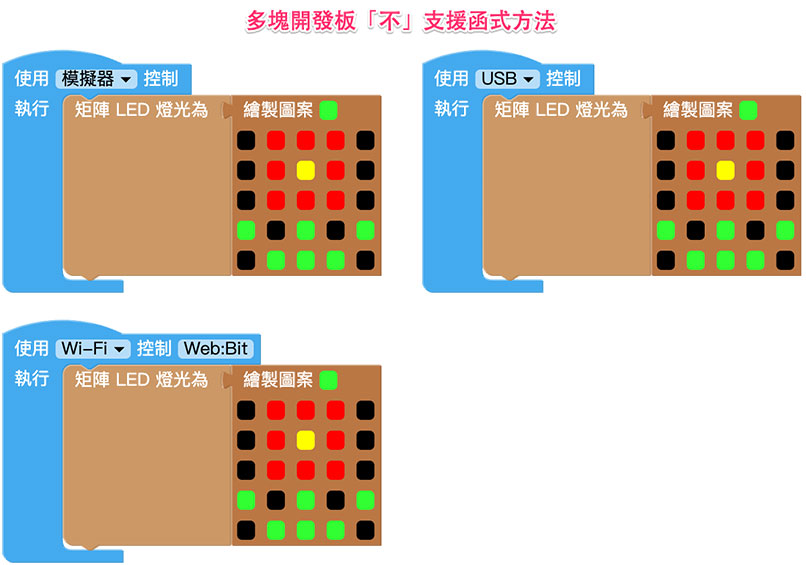 多塊開發板「不」支援函式方法
使用 模擬器 控制
執行 矩陣 LED 燈光為 繪製圖案
使用 USB 控制
執行 矩陣 LED 燈光為 繪製圖案
使用 Wi-Fi 控制 Web:Bit
執行 矩陣 LED 燈光為 繪製圖案